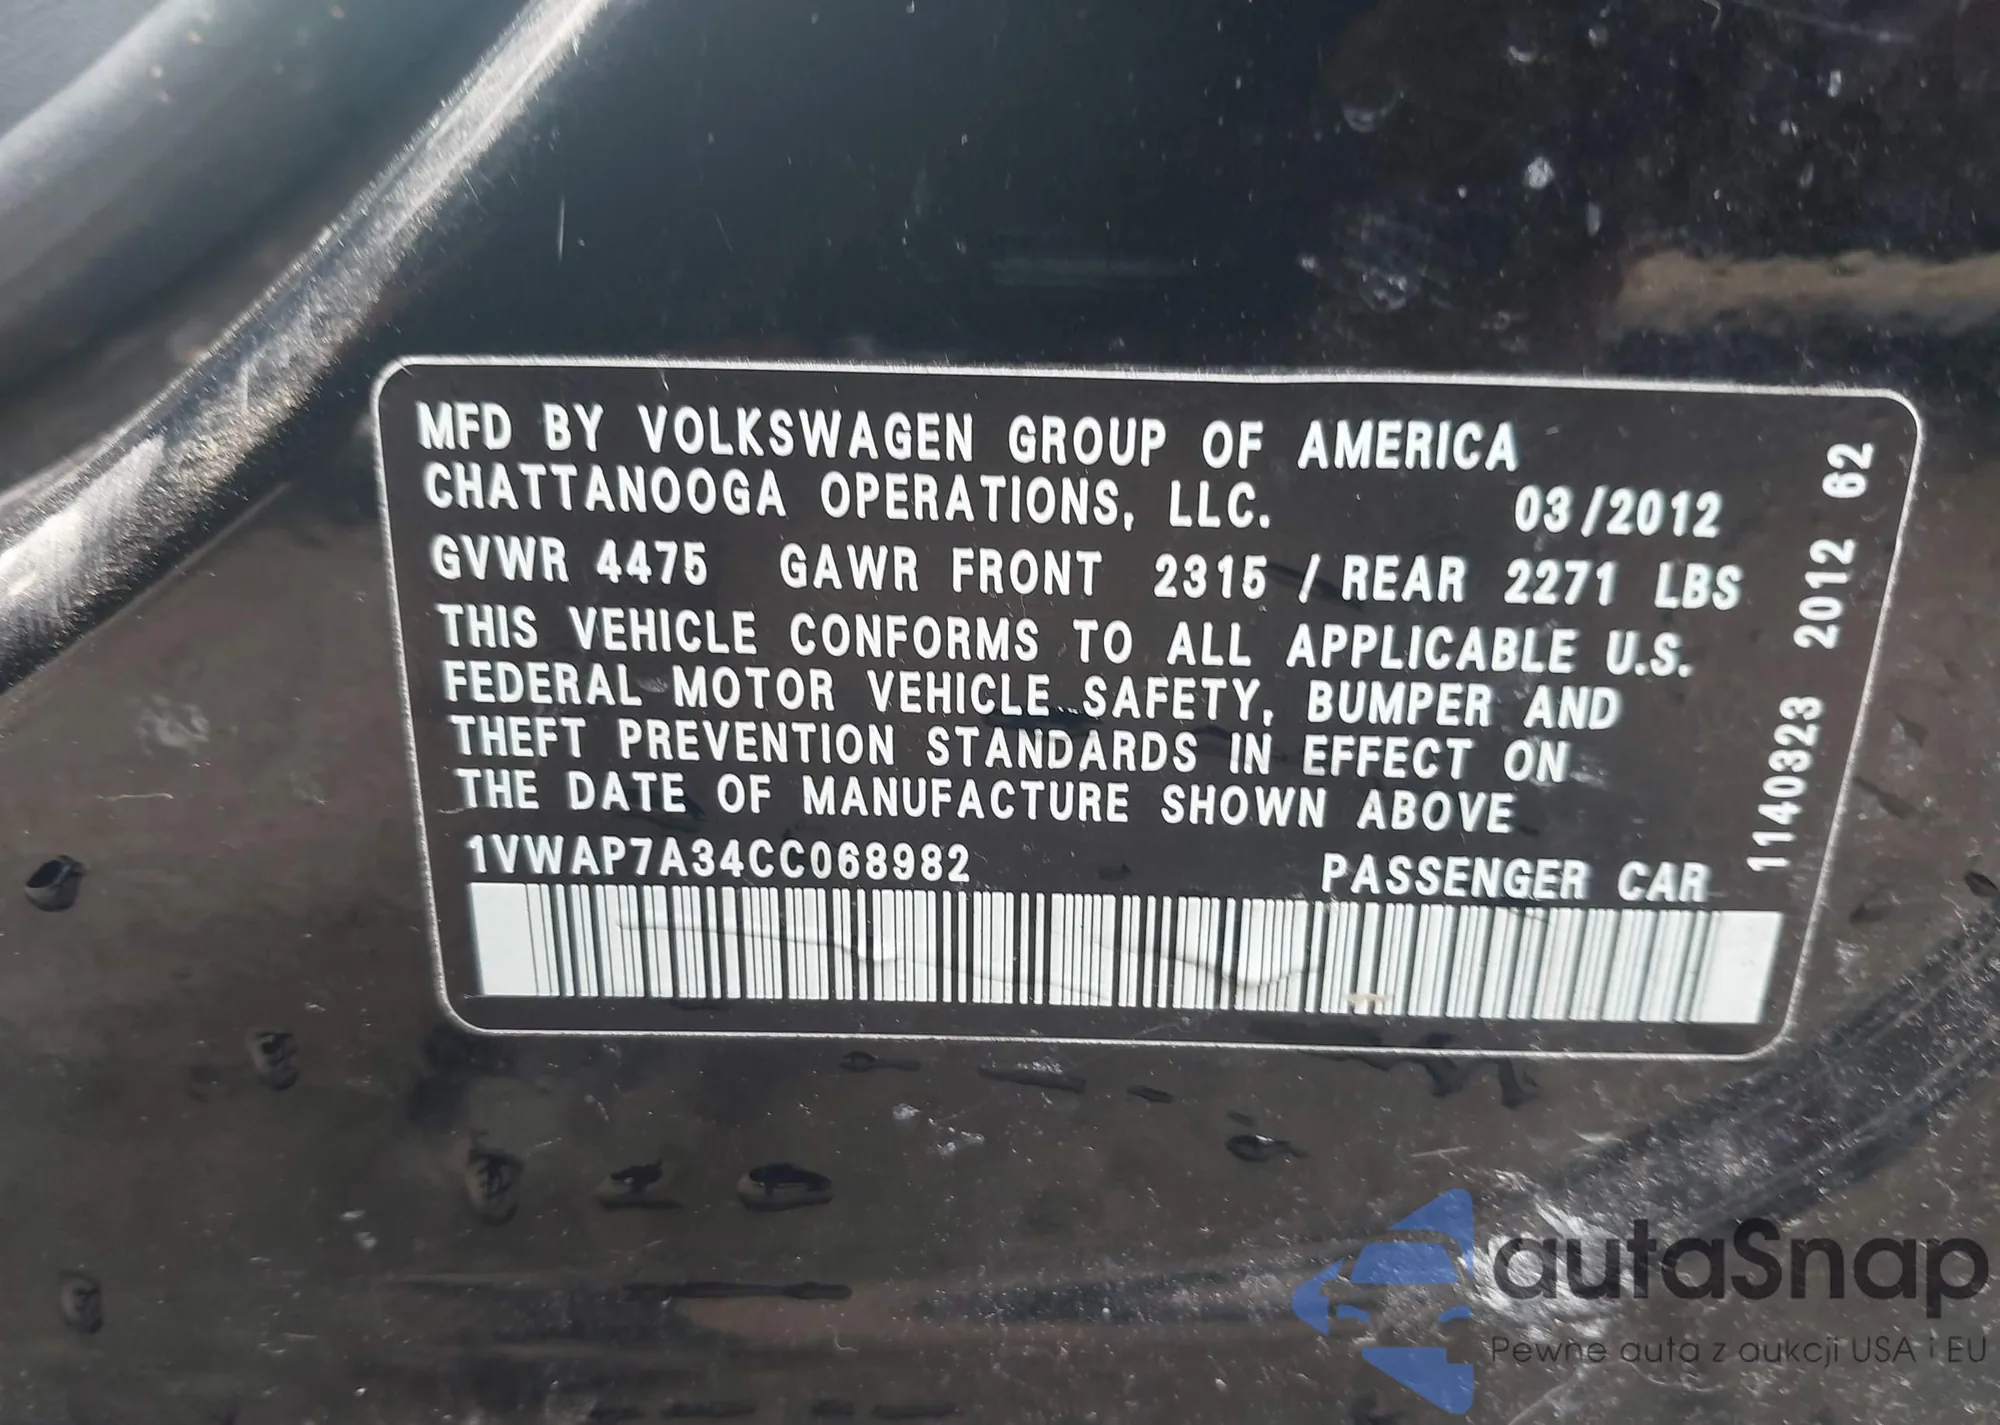 MFD BY VOLKSWAGEN GROUP OF AMERICA
CHATTANOOGA OPERATIONS, LLC. 03/2012
GVWR 4475 GAWR FRONT 2315 / REAR 2271 LBS
THIS VEHICLE CONFORMS TO ALL APPLICABLE U.S.
FEDERAL MOTOR VEHICLE SAFETY, BUMPER AND
THEFT PREVENTION STANDARDS IN EFFECT ON
THE DATE OF MANUFACTURE SHOWN ABOVE
1VWAP7A34CC068982 PASSENGER CAR
1140323 2012 62
autaSnap
Pewne auta z aukcji USA i EU